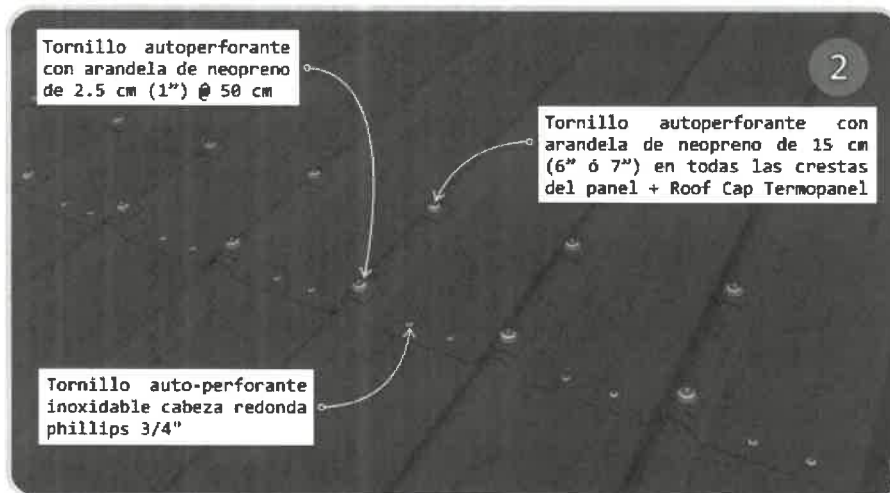 Tornillo autoperforante
con arandela de neopreno
de 2.5 cm (1”) @ 50 cm
2
Tornillo autoperforante con
arandela de neopreno de 15 cm
(6” ó 7”) en todas las crestas
del panel + Roof Cap Termopanel
Tornillo auto-perforante
inoxidable cabeza redonda
phillips 3/4"